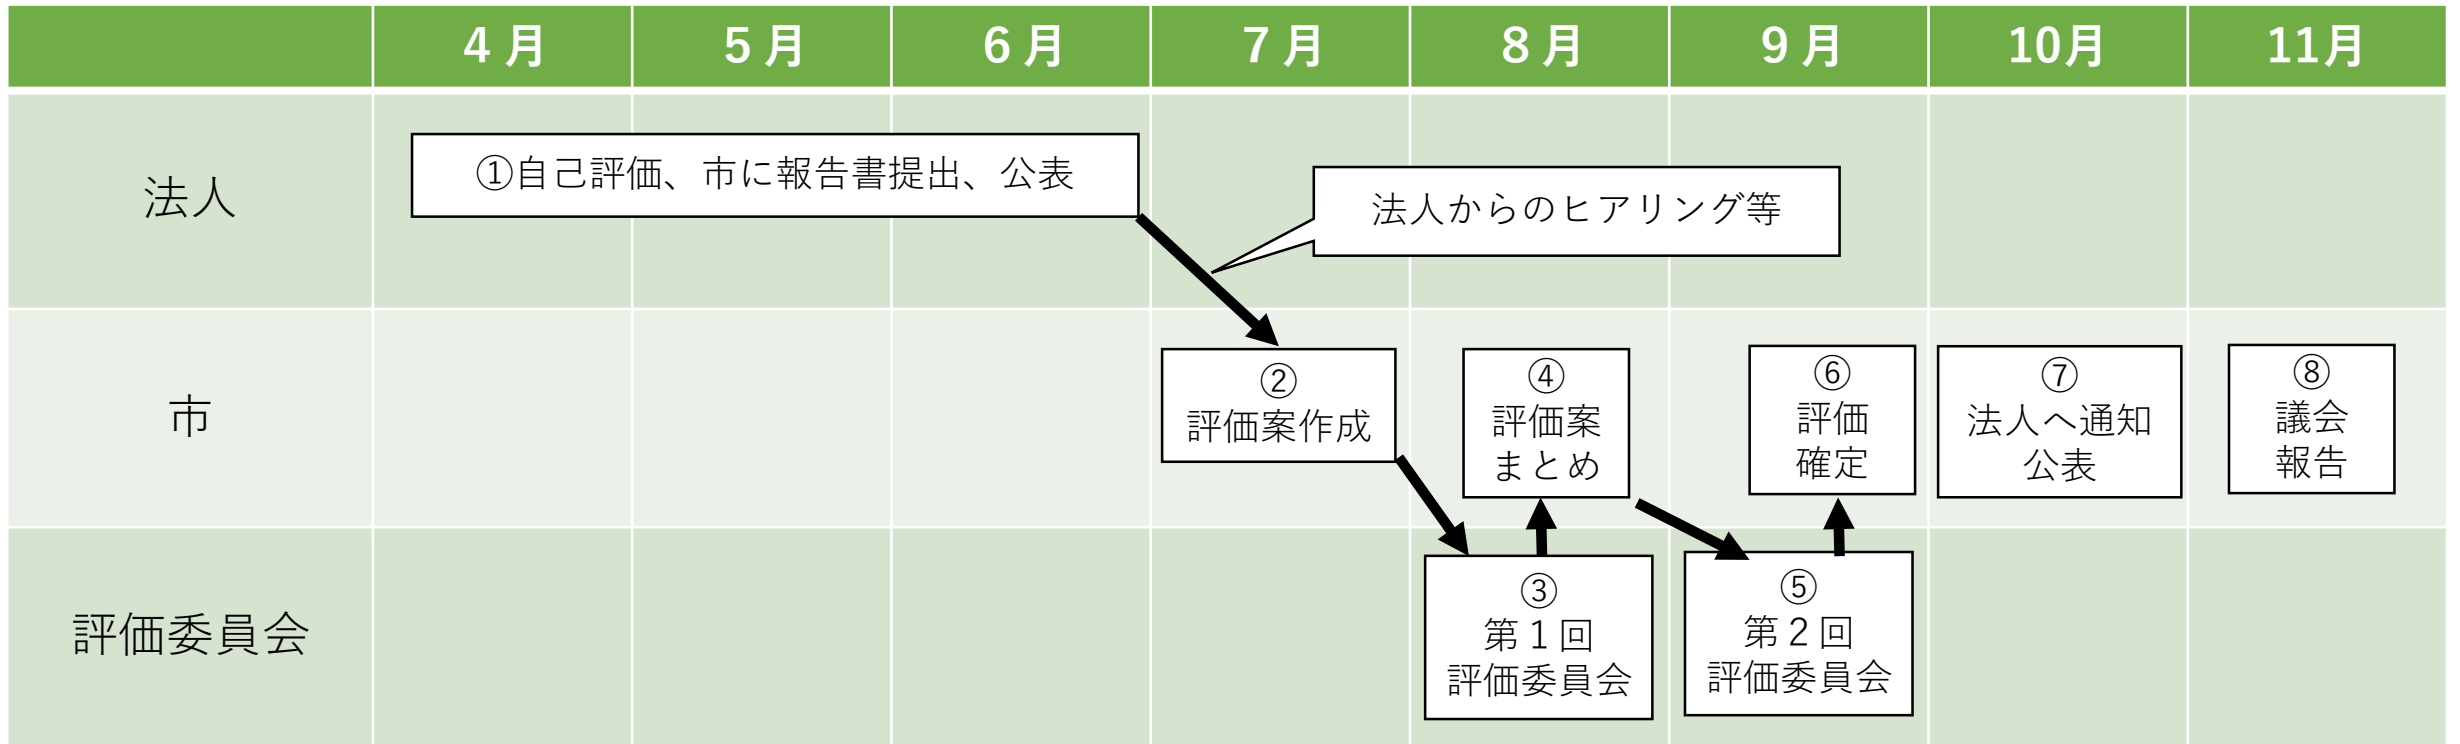 4月
5月
6月
7月
8月
9月
10月
11月
法人
①自己評価、市に報告書提出、公表
法人からのヒアリング等
市
②
評価案作成
④
評価案
まとめ
⑥
評価
確定
⑦
法人へ通知
公表
⑧
議会
報告
評価委員会
③
第1回
評価委員会
⑤
第2回
評価委員会